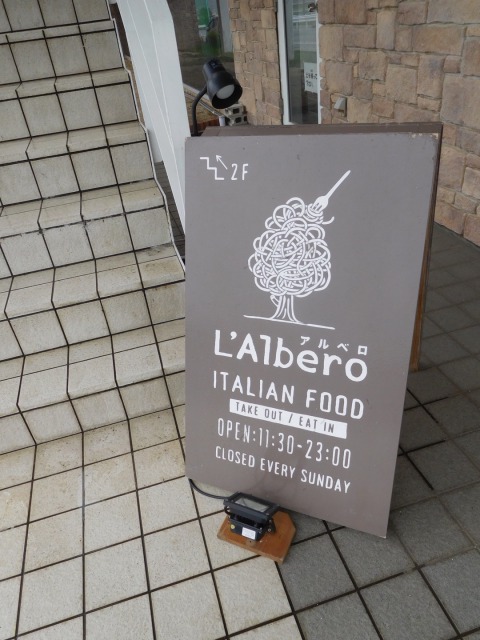 2F
アルベロ
L'Albero
ITALIAN FOOD
TAKE OUT / EAT IN
OPEN:11:30-23:00
CLOSED EVERY SUNDAY